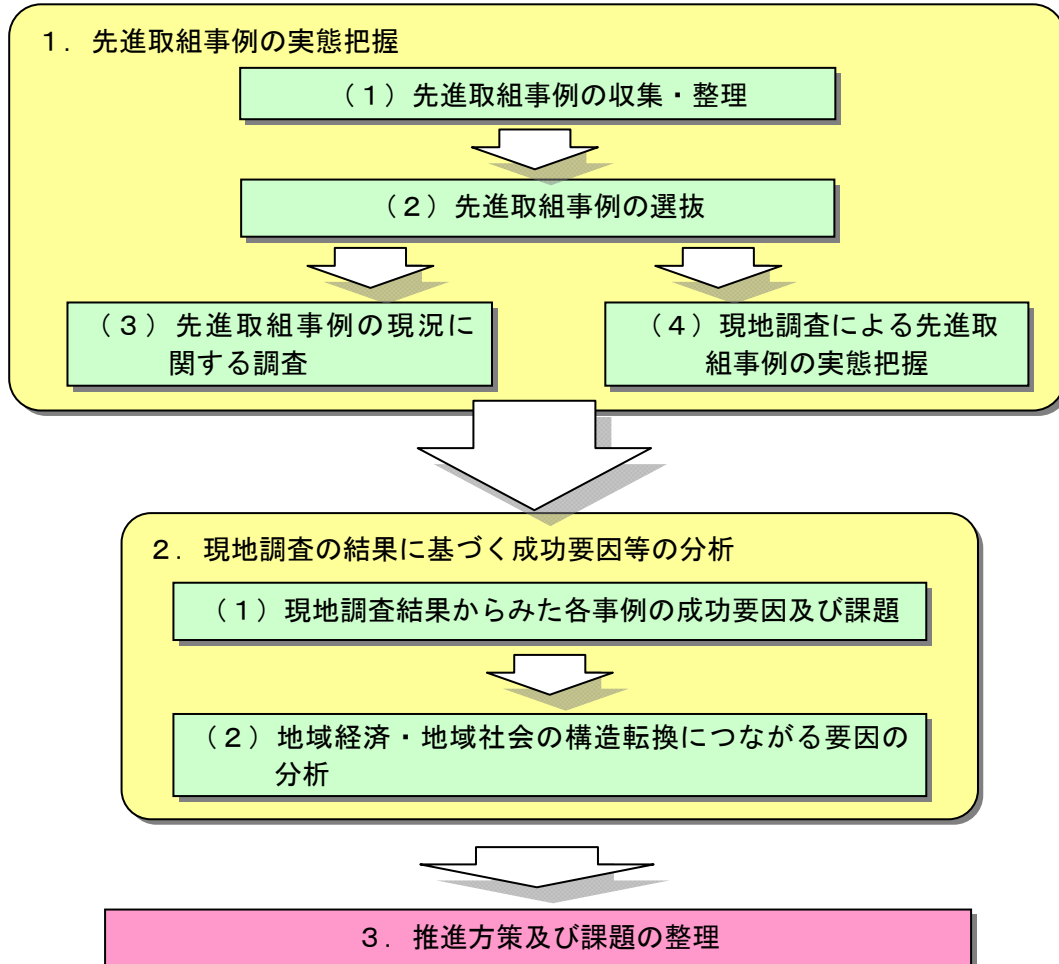 １．先進取組事例の実態把握
（１）先進取組事例の収集・整理
（２）先進取組事例の選抜
（３）先進取組事例の現況に
関する調査
（４）現地調査による先進取
組事例の実態把握
２．現地調査の結果に基づく成功要因等の分析
（１）現地調査結果からみた各事例の成功要因及び課題
（２）地域経済・地域社会の構造転換につながる要因の
分析
３．推進方策及び課題の整理